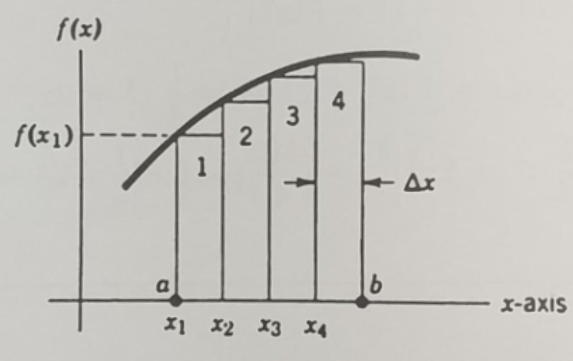 f(x)
f(x₁)
1
2
3
4
Δx
a
b
x-axis
x₁ x₂ x₃ x₄